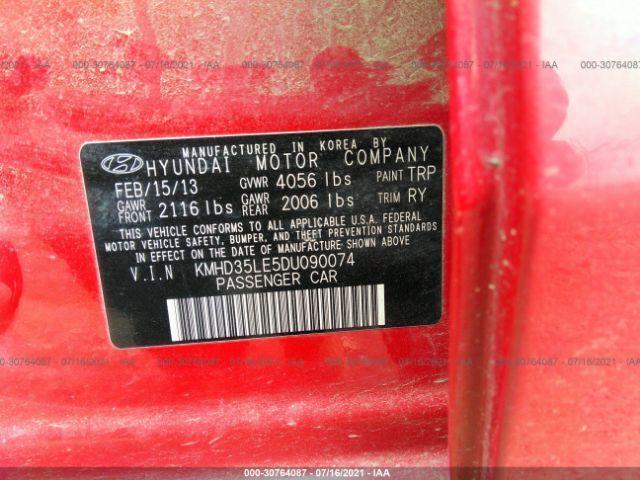 MANUFACTURED IN KOREA BY
HYUNDAI MOTOR COMPANY
FEB/15/13 GVWR 4056 lbs PAINT TRP
GAWR FRONT 2116 lbs GAWR REAR 2006 lbs TRIM RY
THIS CONFORMS TO ALL APPLICABLE U.S.A. FEDERAL
MOTOR VEHICLE SAFETY, BUMPER, AND THEFT PREVENTION STANDARDS
IN EFFECT ON THE DATE OF MANUFACTURE SHOWN ABOVE
V.I.N KMHD35LE5DU090074
PASSENGER CAR
000-30764087 - 07/16/2021 - IAA